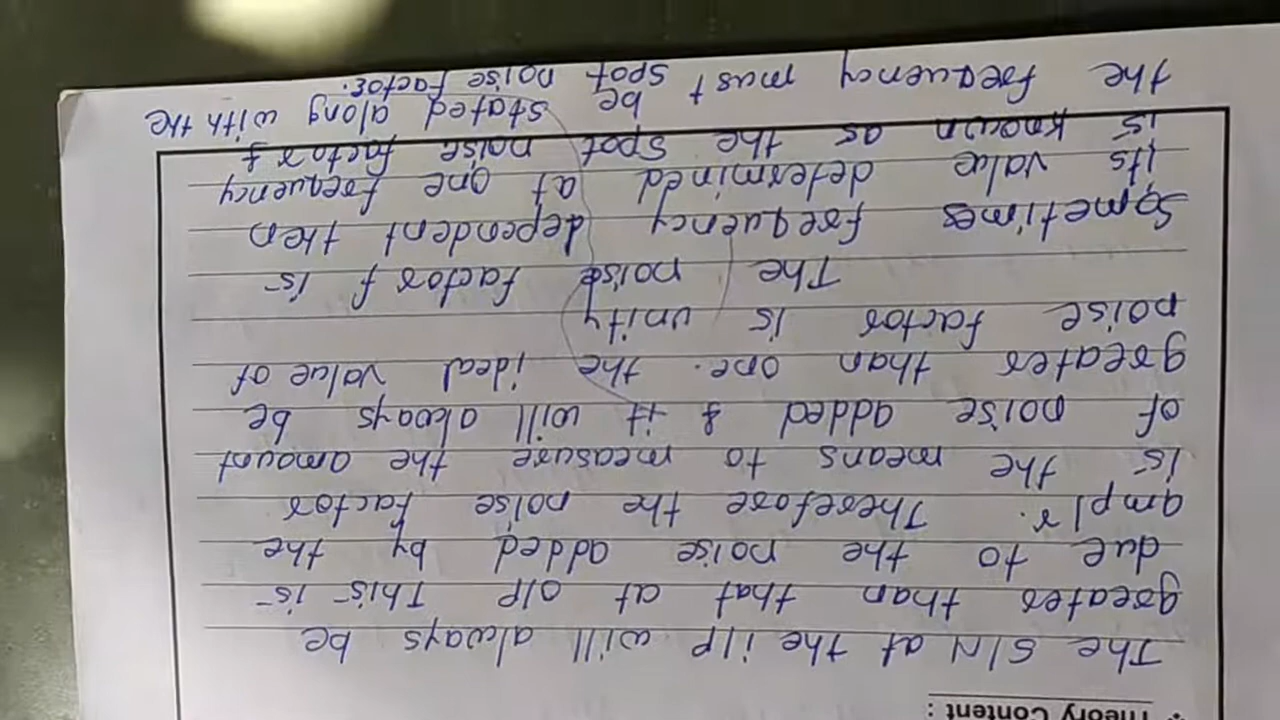 Theory Content :
The S/N at the i/P will always be
greater than that at O/P This is
due to the noise added by the
amplr. Therefore the noise factor
is the means to measure the amount
of noise added & it will always be
greater than one. the ideal value of
noise factor is unity
The noise factor f is
sometimes frequency dependent then
its value determined at one frequency
is known as the spot noise factor &
the frequency must be stated along with the
spot noise factor.